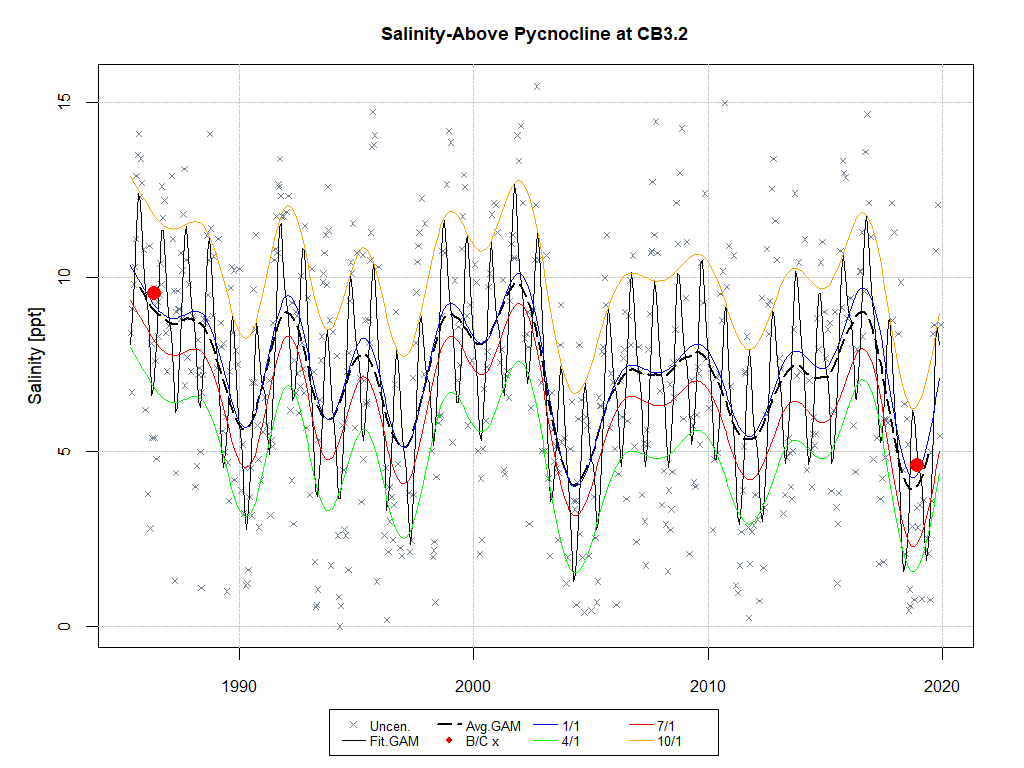 Salinity-Above Pycnocline at CB3.2
Salinity [ppt]
15
10
5
0
1990 2000 2010 2020
Uncen. Avg.GAM 1/1 7/1
Fit.GAM B/C x 4/1 10/1